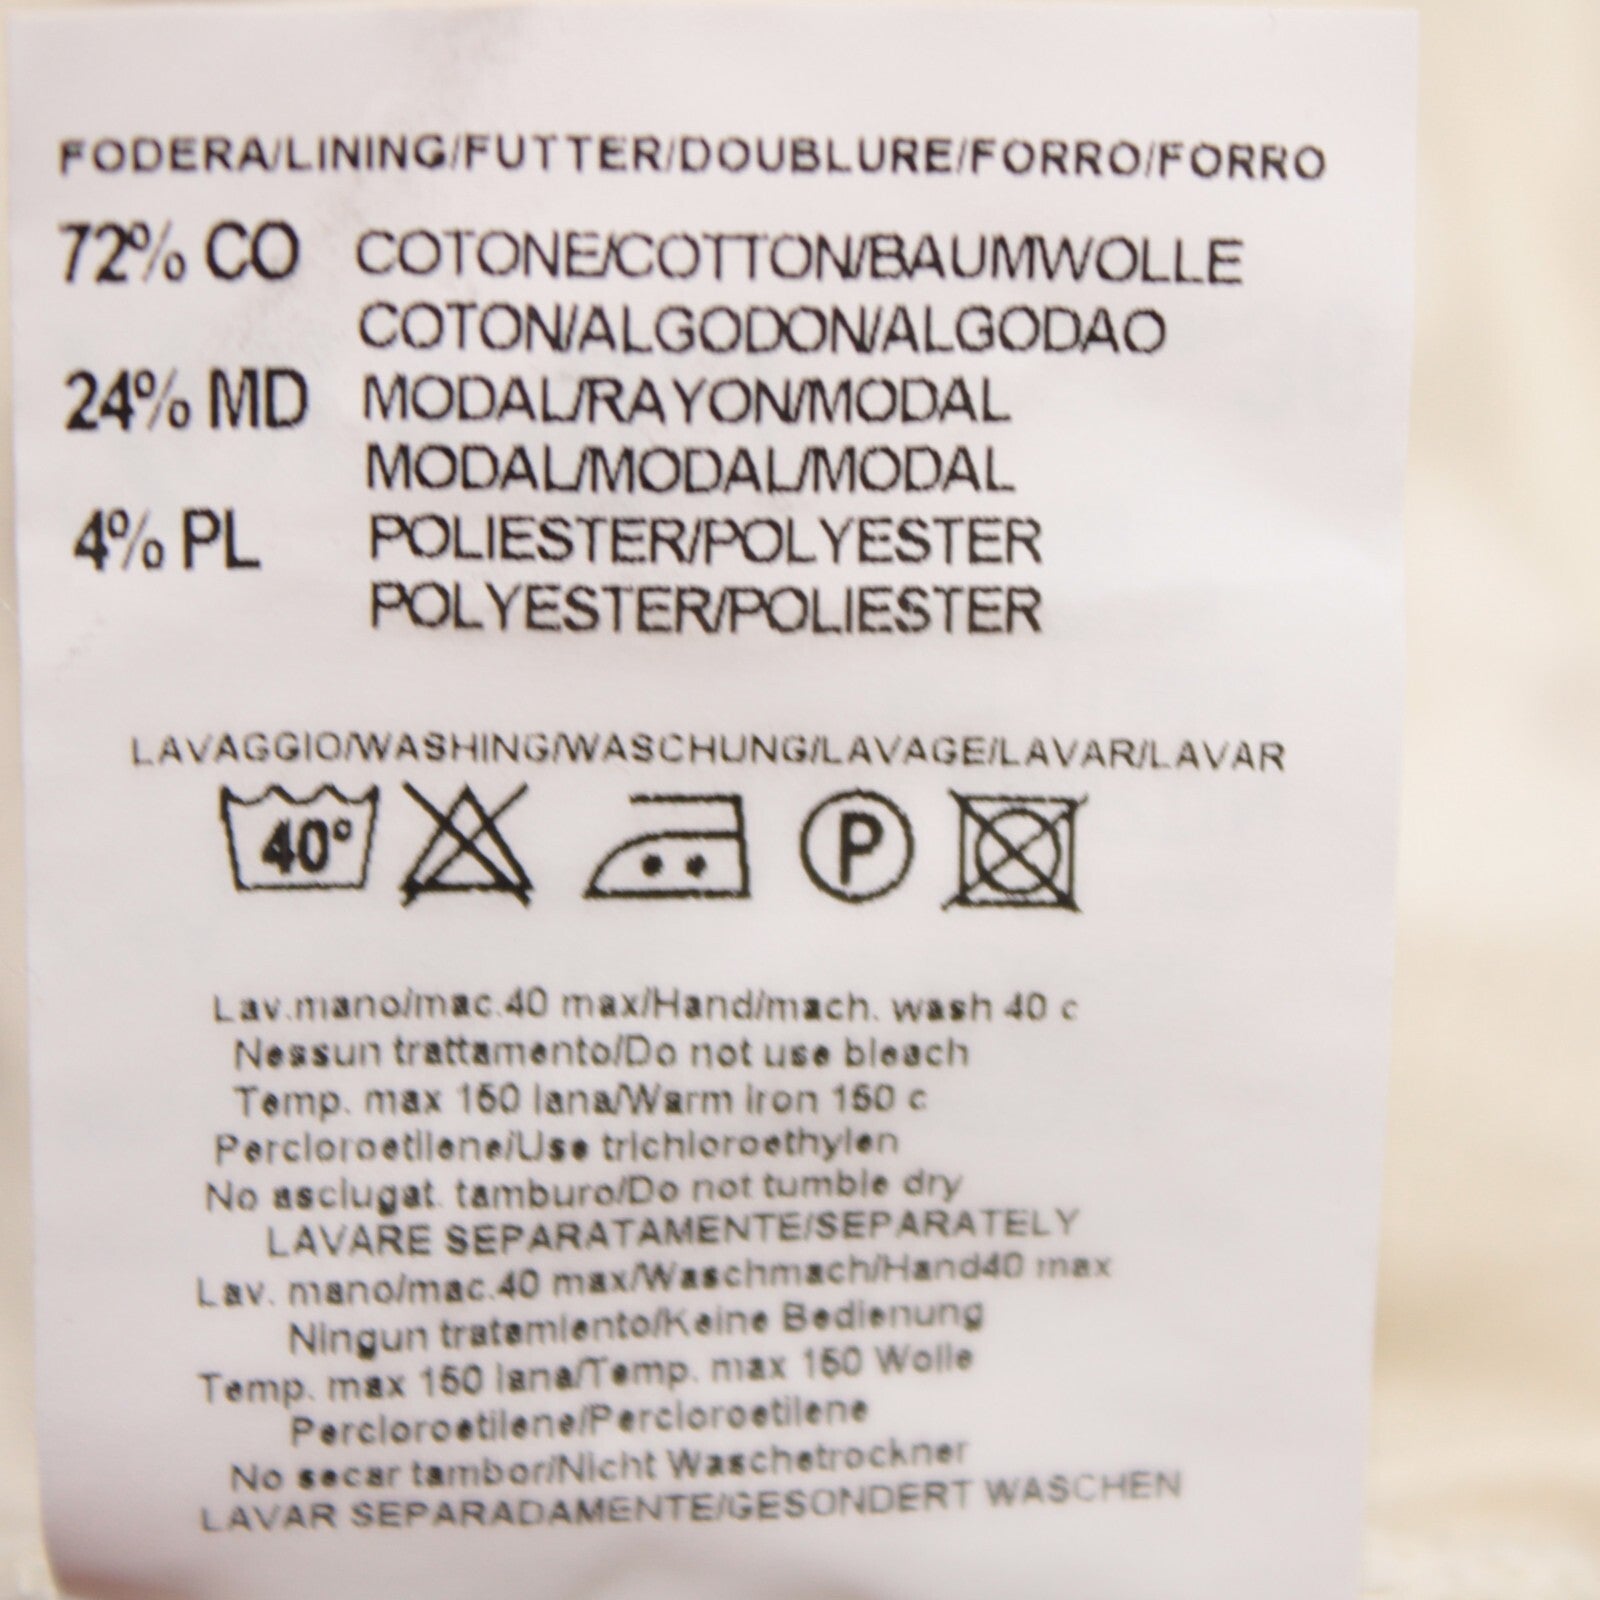 FODERA/LINING/FUTTER/DOUBLURE/FORRO/FORRO
72% CO COTONE/COTTON/BAUMWOLLE
COTON/ALGODON/ALGODAO
24% MD MODAL/RAYON/MODAL
MODAL/MODAL/MODAL
4% PL POLIESTER/POLYESTER
POLYESTER/POLIESTER
LAVAGGIO/WASHING/WASCHUNG/LAVAGE/LAVAR/LAVAR
40° P
Lav.mano/mac.40 max/Hand/mach. wash 40 c
Nessun trattamento/Do not use bleach
Temp. max 150 lana/Warm iron 150 c
Percloroetilene/Use trichloroethylen
No asciugat. tamburo/Do not tumble dry
LAVARE SEPARATAMENTE/SEPARATELY
Lav. mano/mac.40 max/Waschmach/Hand40 max
Ningun tratamiento/Keine Bedienung
Temp. max 150 lana/Temp. max 150 Wolle
Percloroetilene/Percloroetilene
No secar tambor/Nicht Waschetrockner
LAVAR SEPARADAMENTE/GESONDERT WASCHEN